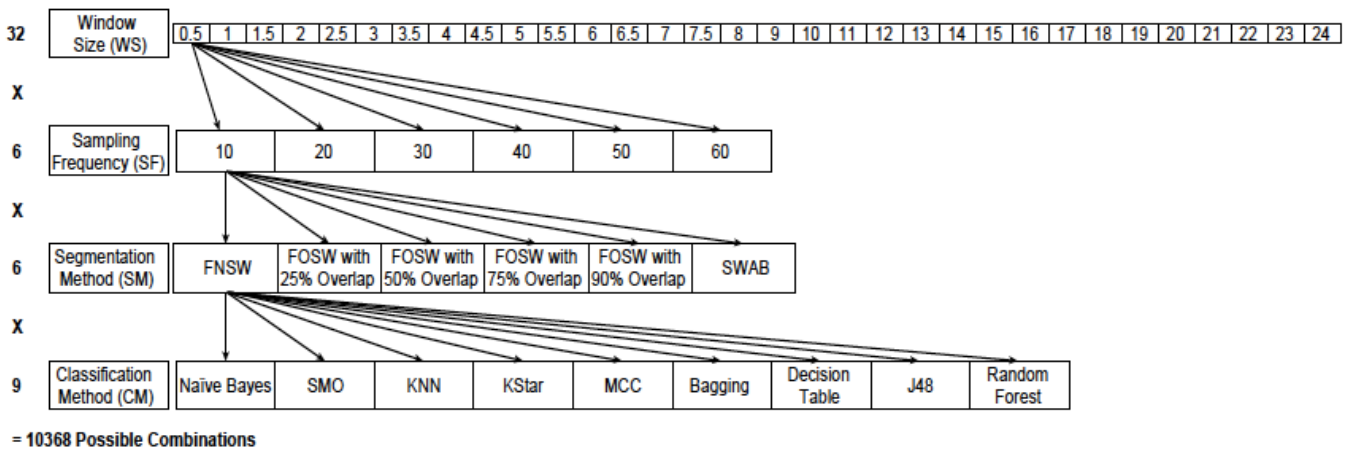 32 Window Size (WS) 0.5 1 1.5 2 2.5 3 3.5 4 4.5 5 5.5 6 6.5 7 7.5 8 9 10 11 12 13 14 15 16 17 18 19 20 21 22 23 24
X
6 Sampling Frequency (SF) 10 20 30 40 50 60
X
6 Segmentation Method (SM) FNSW FOSW with 25% Overlap FOSW with 50% Overlap FOSW with 75% Overlap FOSW with 90% Overlap SWAB
X
9 Classification Method (CM) Naïve Bayes SMO KNN KStar MCC Bagging Decision Table J48 Random Forest
= 10368 Possible Combinations